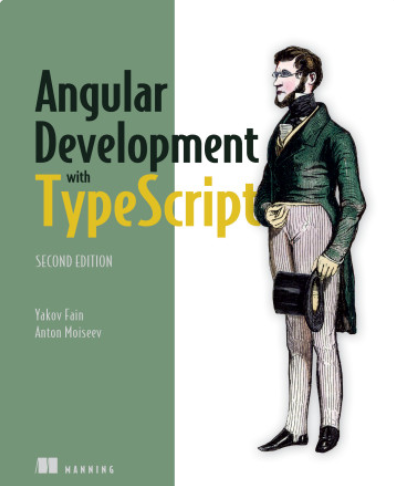 Angular
Development
with
TypeScript
SECOND EDITION
Yakov Fain
Anton Moiseev
MANNING